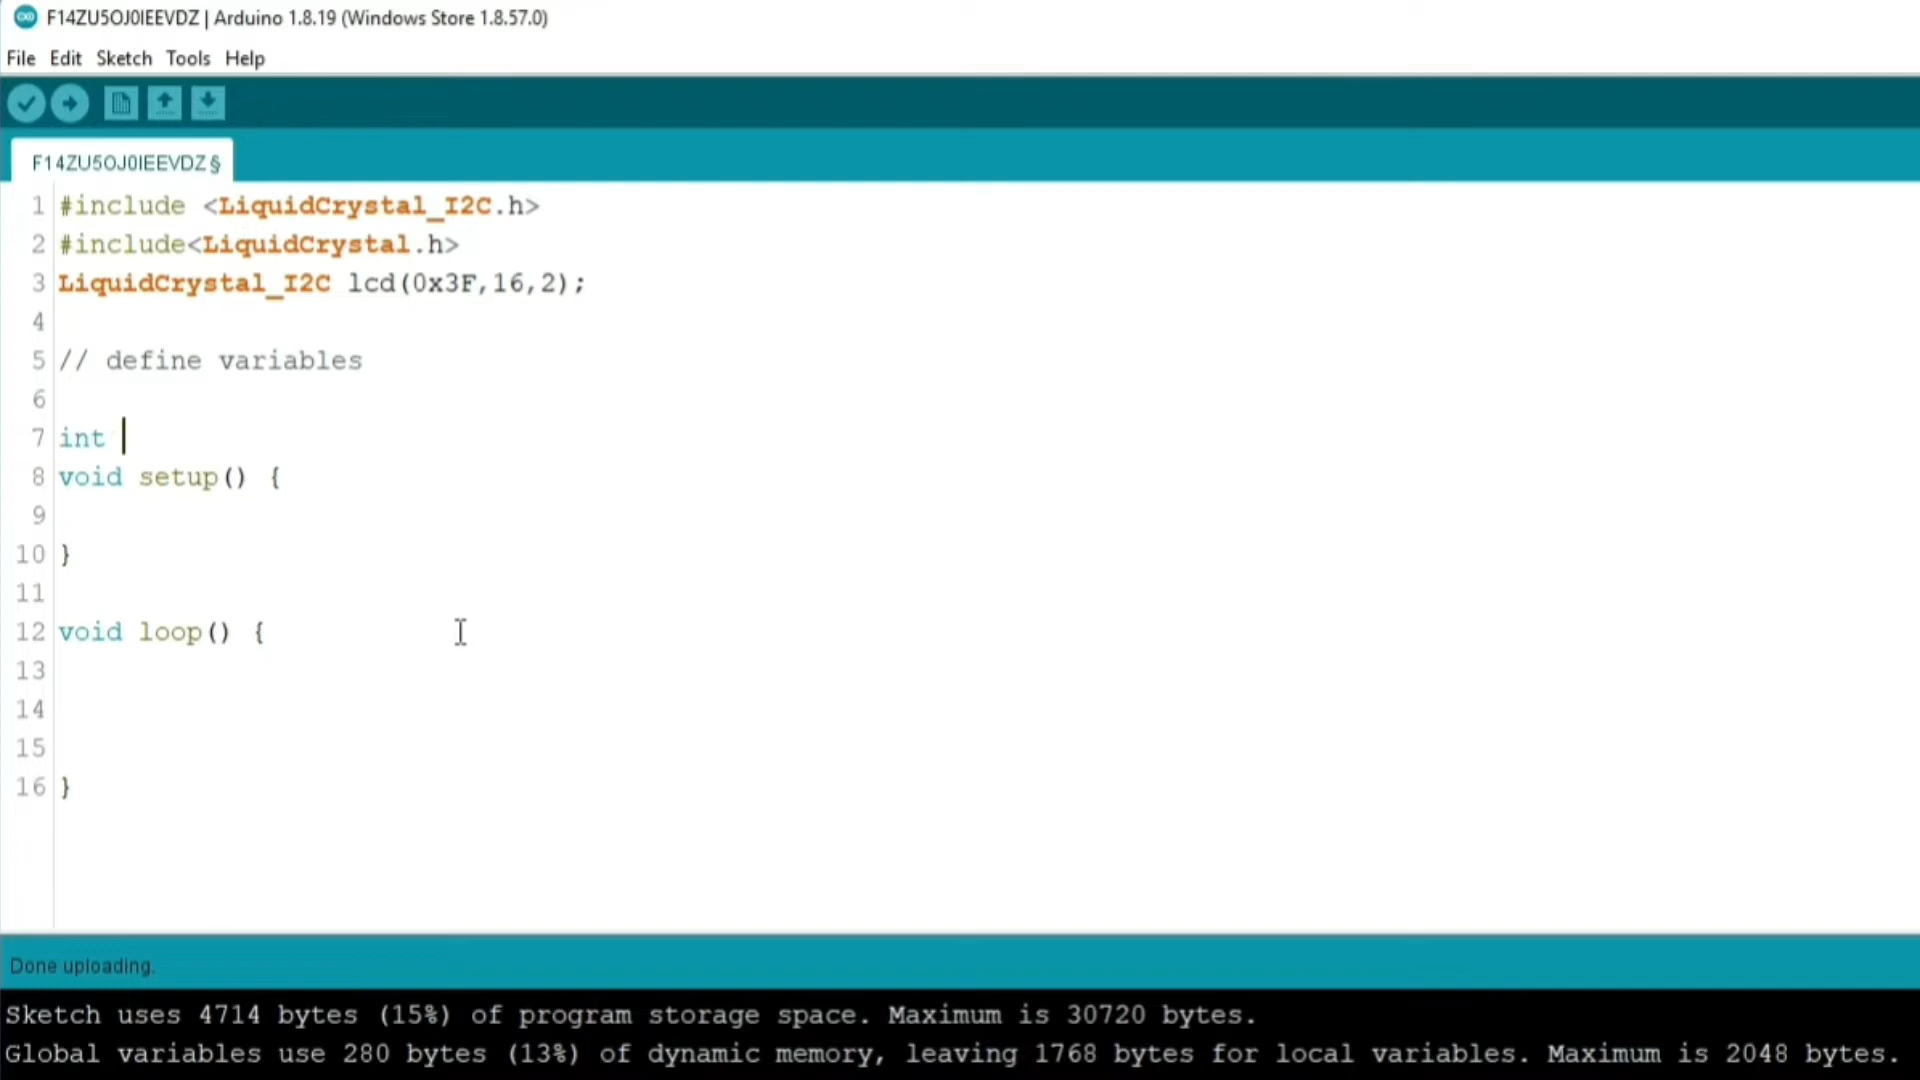 F14ZU5OJ0IEEVDZ | Arduino 1.8.19 (Windows Store 1.8.57.0)
File Edit Sketch Tools Help
F14ZU5OJ0IEEVDZ §
1 #include <LiquidCrystal_I2C.h>
2 #include<LiquidCrystal.h>
3 LiquidCrystal_I2C lcd(0x3F,16,2);
4
5 // define variables
6
7 int
8 void setup() {
9
10 }
11
12 void loop() {
13
14
15
16 }
Done uploading.
Sketch uses 4714 bytes (15%) of program storage space. Maximum is 30720 bytes.
Global variables use 280 bytes (13%) of dynamic memory, leaving 1768 bytes for local variables. Maximum is 2048 bytes.